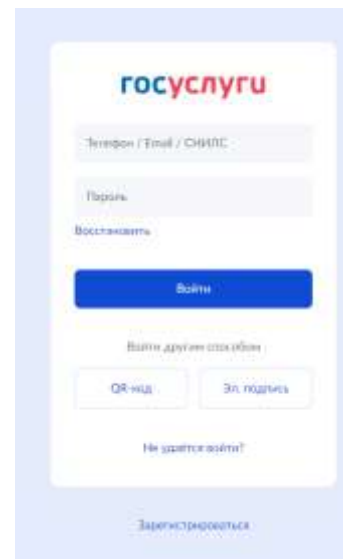 госуслуги
Телефон / Email / СНИЛС
Пароль
Восстановить
Войти
Войти другим способом
QR-код
Эл. подпись
Не удаётся войти?
Зарегистрироваться